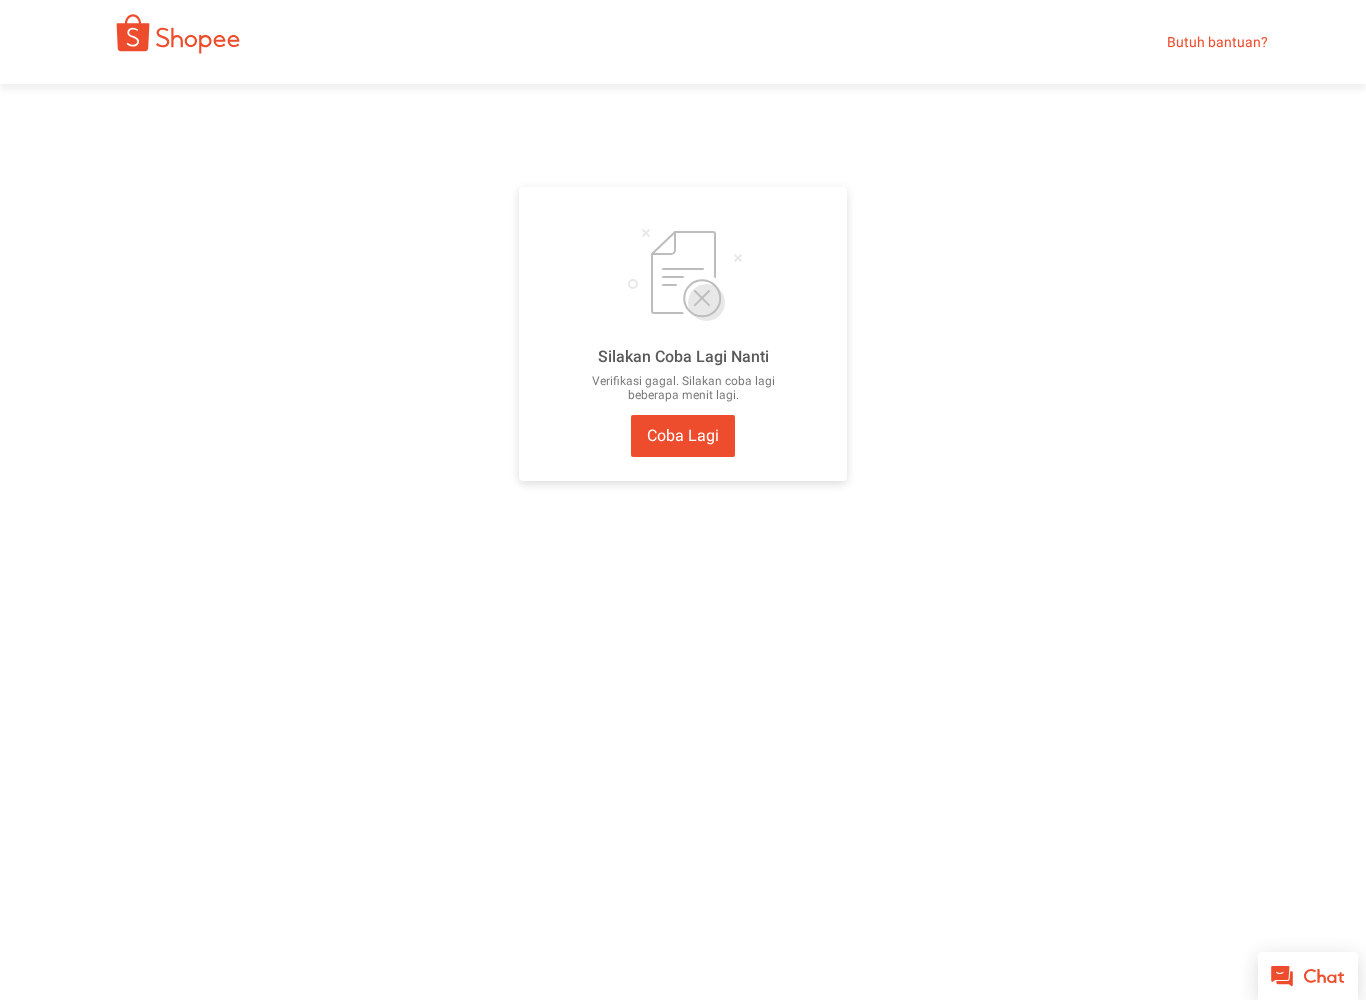 Shopee
Butuh bantuan?
Silakan Coba Lagi Nanti
Verifikasi gagal. Silakan coba lagi
beberapa menit lagi.
Coba Lagi
Chat